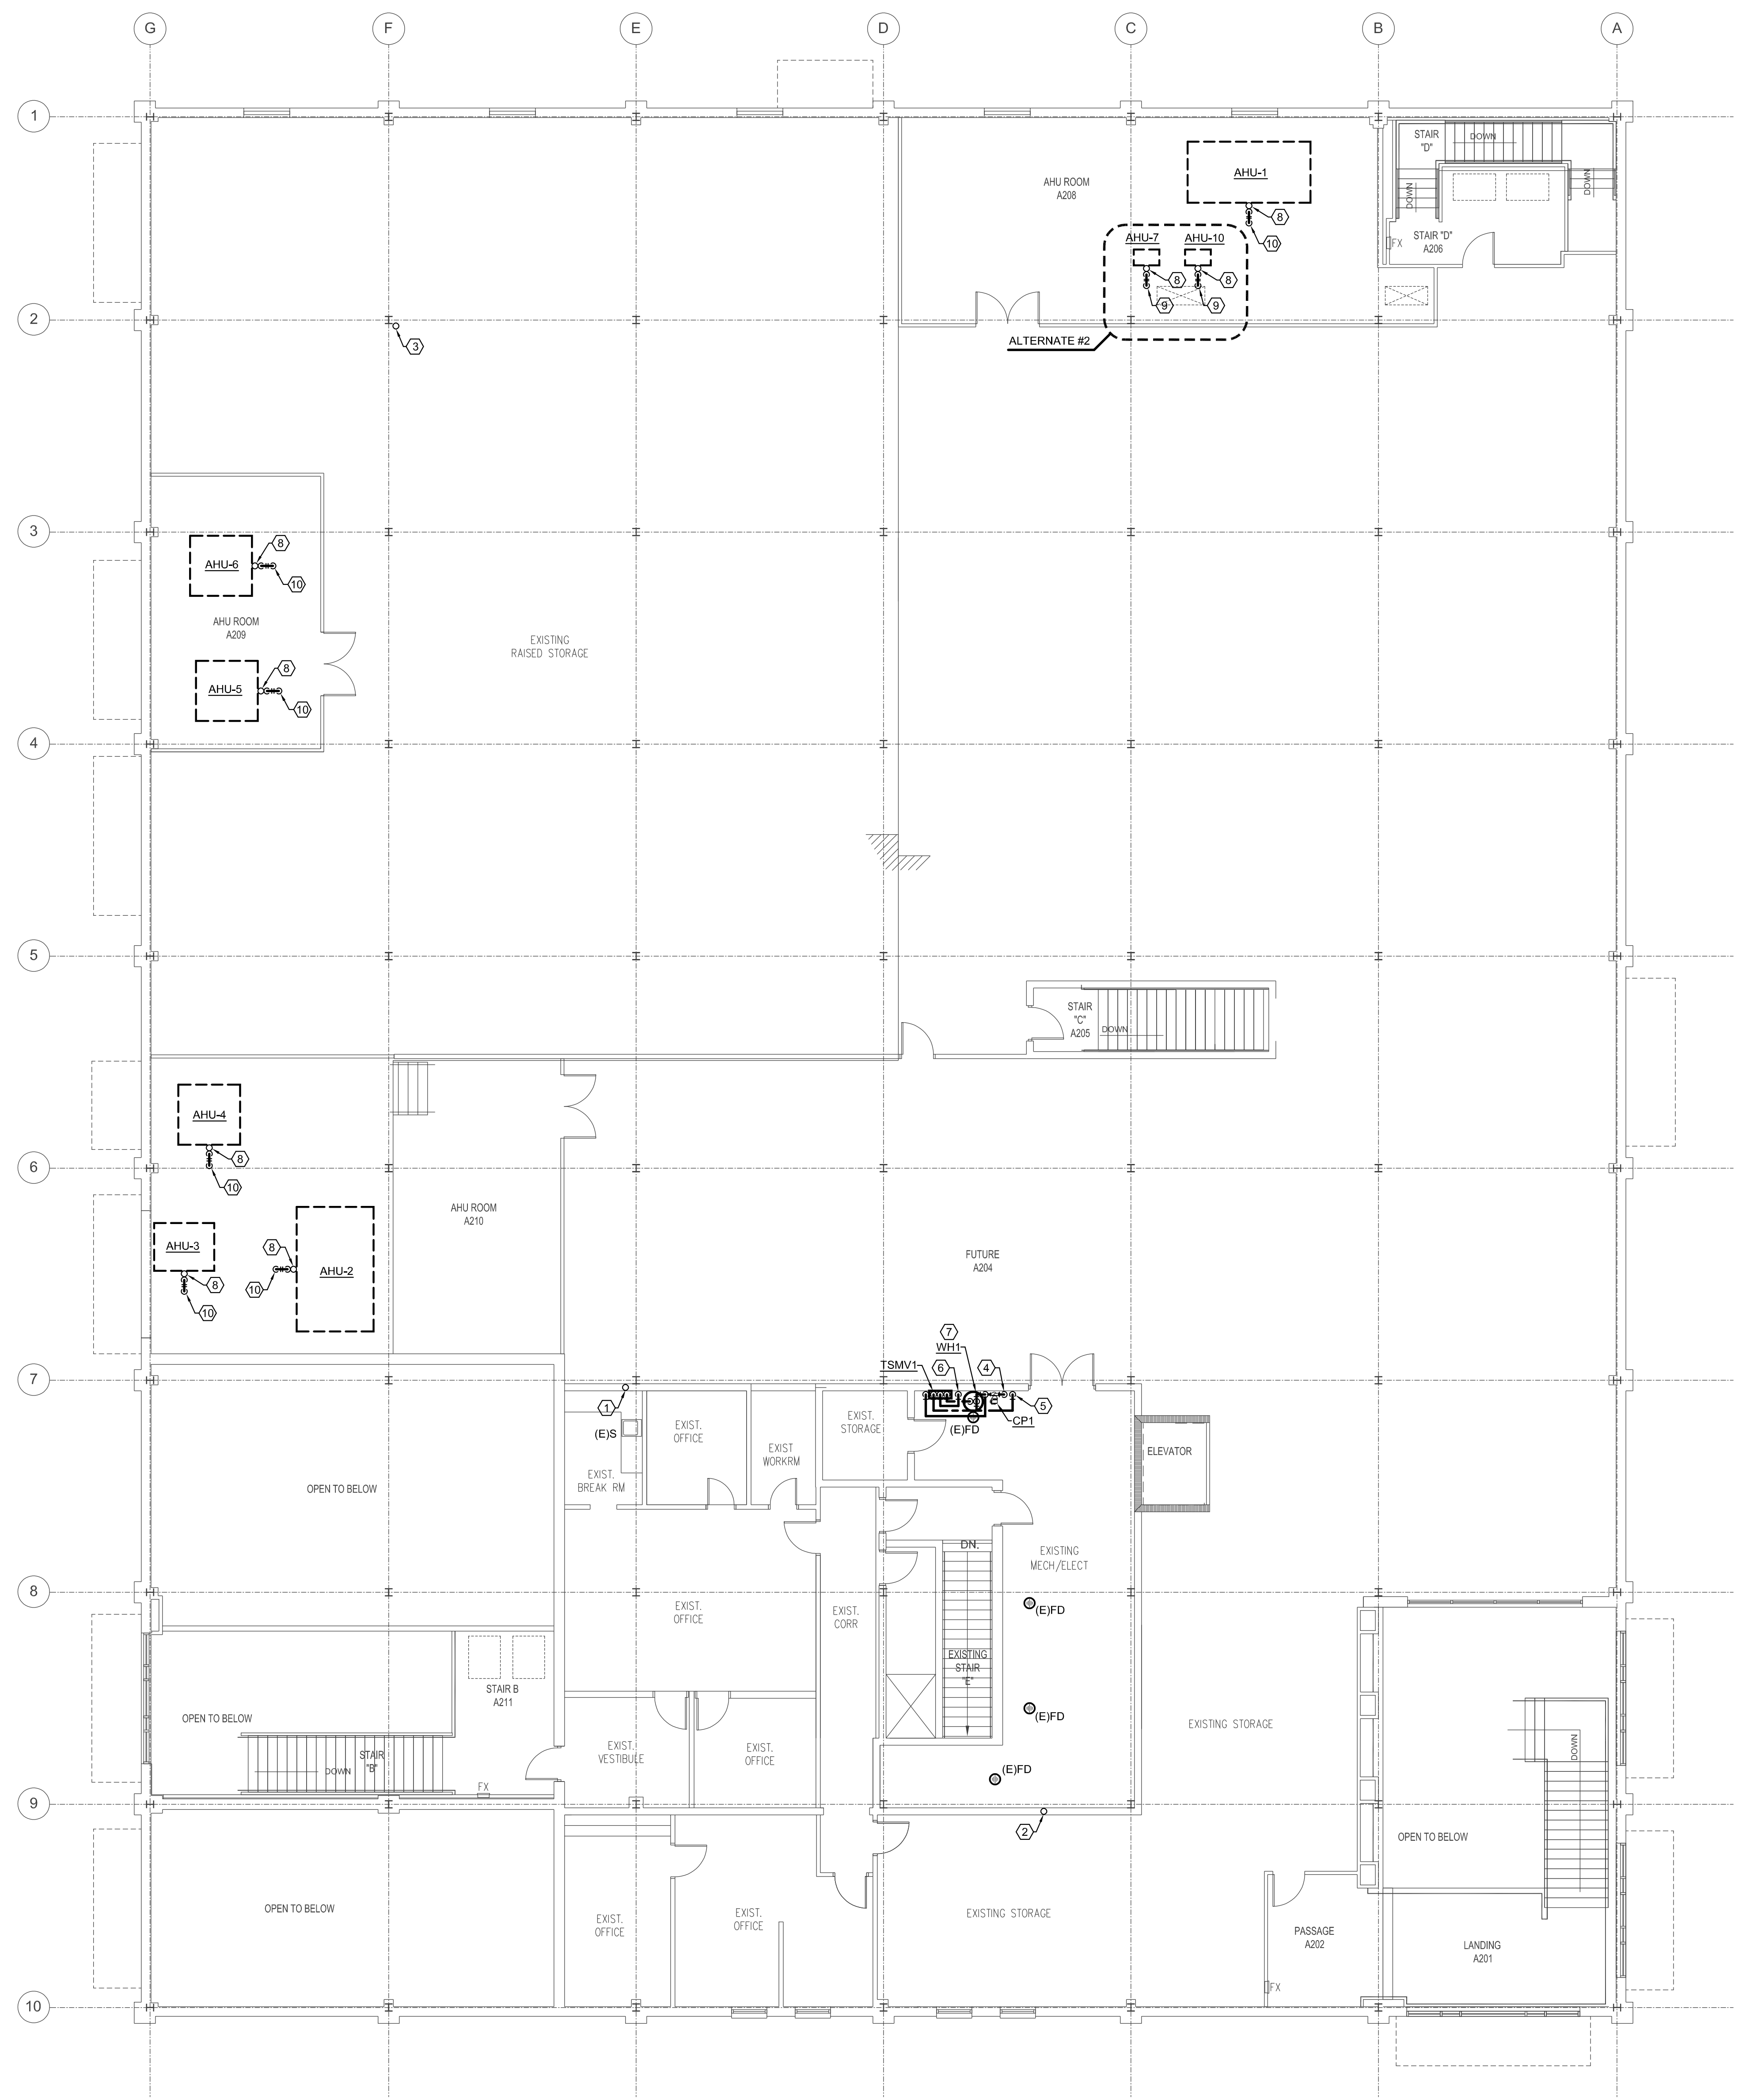 G
F
E
D
C
B
A
1
STAIR
"D"
DOWN
AHU-1
AHU ROOM
A208
DOWN
DOWN
8
10
STAIR "D"
A206
FX
AHU-7
AHU-10
8
8
9
9
2
ALTERNATE #2
3
3
8
AHU-6
10
AHU ROOM
A209
EXISTING
RAISED STORAGE
8
AHU-5
10
4
5
STAIR
"C"
A205
DOWN
AHU-4
8
6
10
AHU ROOM
A210
AHU-3
8
AHU-2
8
10
10
FUTURE
A204
7
WH1
7
TSMV1
6
4
5
CP1
(E)FD
1
(E)S
EXIST.
OFFICE
EXIST
WORKRM
EXIST.
STORAGE
EXIST.
BREAK RM
ELEVATOR
OPEN TO BELOW
DN.
EXISTING
MECH/ELECT
8
EXIST.
OFFICE
EXIST.
CORR
(E)FD
EXISTING
STAIR
"E"
STAIR B
A211
OPEN TO BELOW
(E)FD
EXISTING STORAGE
EXIST.
VESTIBULE
EXIST.
OFFICE
STAIR
"B"
DOWN
FX
(E)FD
DOWN
9
2
OPEN TO BELOW
OPEN TO BELOW
EXIST.
OFFICE
EXIST.
OFFICE
EXISTING STORAGE
PASSAGE
A202
LANDING
A201
FX
10